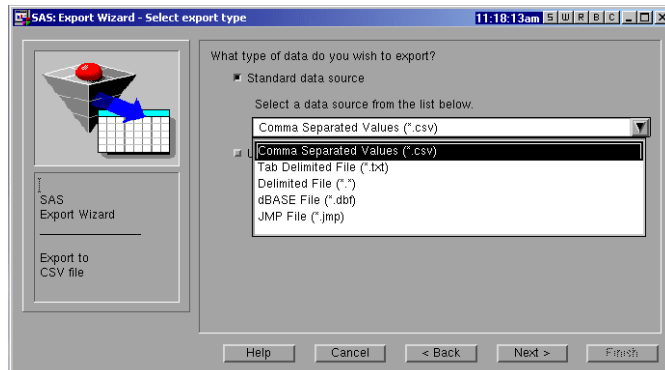 SAS: Export Wizard - Select export type
11:18:13am S W R B C
What type of data do you wish to export?
Standard data source
Select a data source from the list below.
Comma Separated Values (*.csv)
Comma Separated Values (*.csv)
Tab Delimited File (*.txt)
Delimited File (*.*)
dBASE File (*.dbf)
JMP File (*.jmp)
SAS
Export Wizard
Export to
CSV file
Help
Cancel
< Back
Next >
Finish